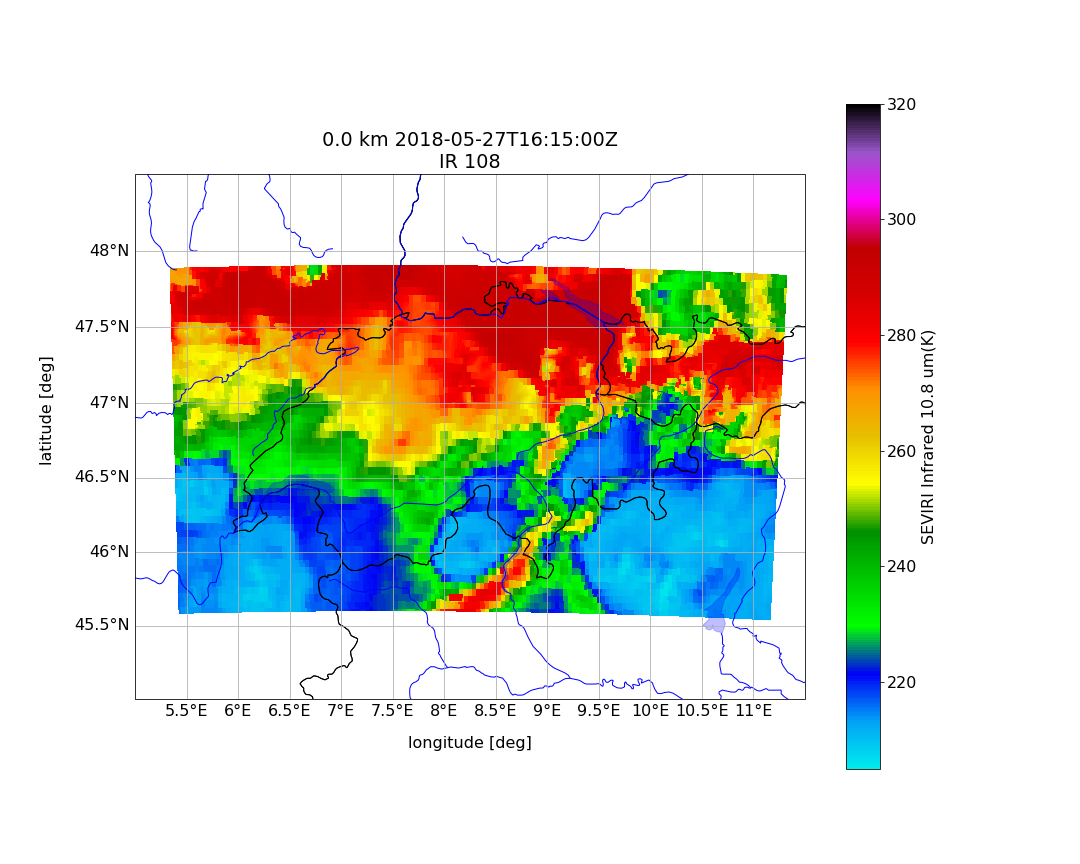 0.0 km 2018-05-27T16:15:00Z
IR 108
48°N
47.5°N
47°N
46.5°N
46°N
45.5°N
latitude [deg]
5.5°E 6°E 6.5°E 7°E 7.5°E 8°E 8.5°E 9°E 9.5°E 10°E 10.5°E 11°E
longitude [deg]
320
300
280
260
240
220
SEVIRI Infrared 10.8 um(K)